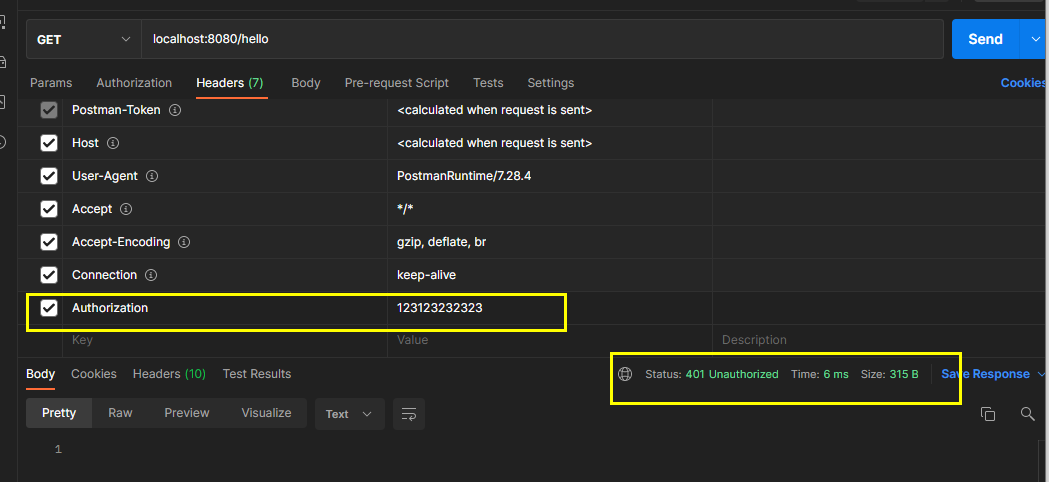 GET localhost:8080/hello Send
Params Authorization Headers (7) Body Pre-request Script Tests Settings Cookies
Postman-Token <calculated when request is sent>
Host <calculated when request is sent>
User-Agent PostmanRuntime/7.28.4
Accept */*
Accept-Encoding gzip, deflate, br
Connection keep-alive
Authorization 123123232323
Key Value Description
Body Cookies Headers (10) Test Results Status: 401 Unauthorized Time: 6 ms Size: 315 B Save Response
Pretty Raw Preview Visualize Text
1